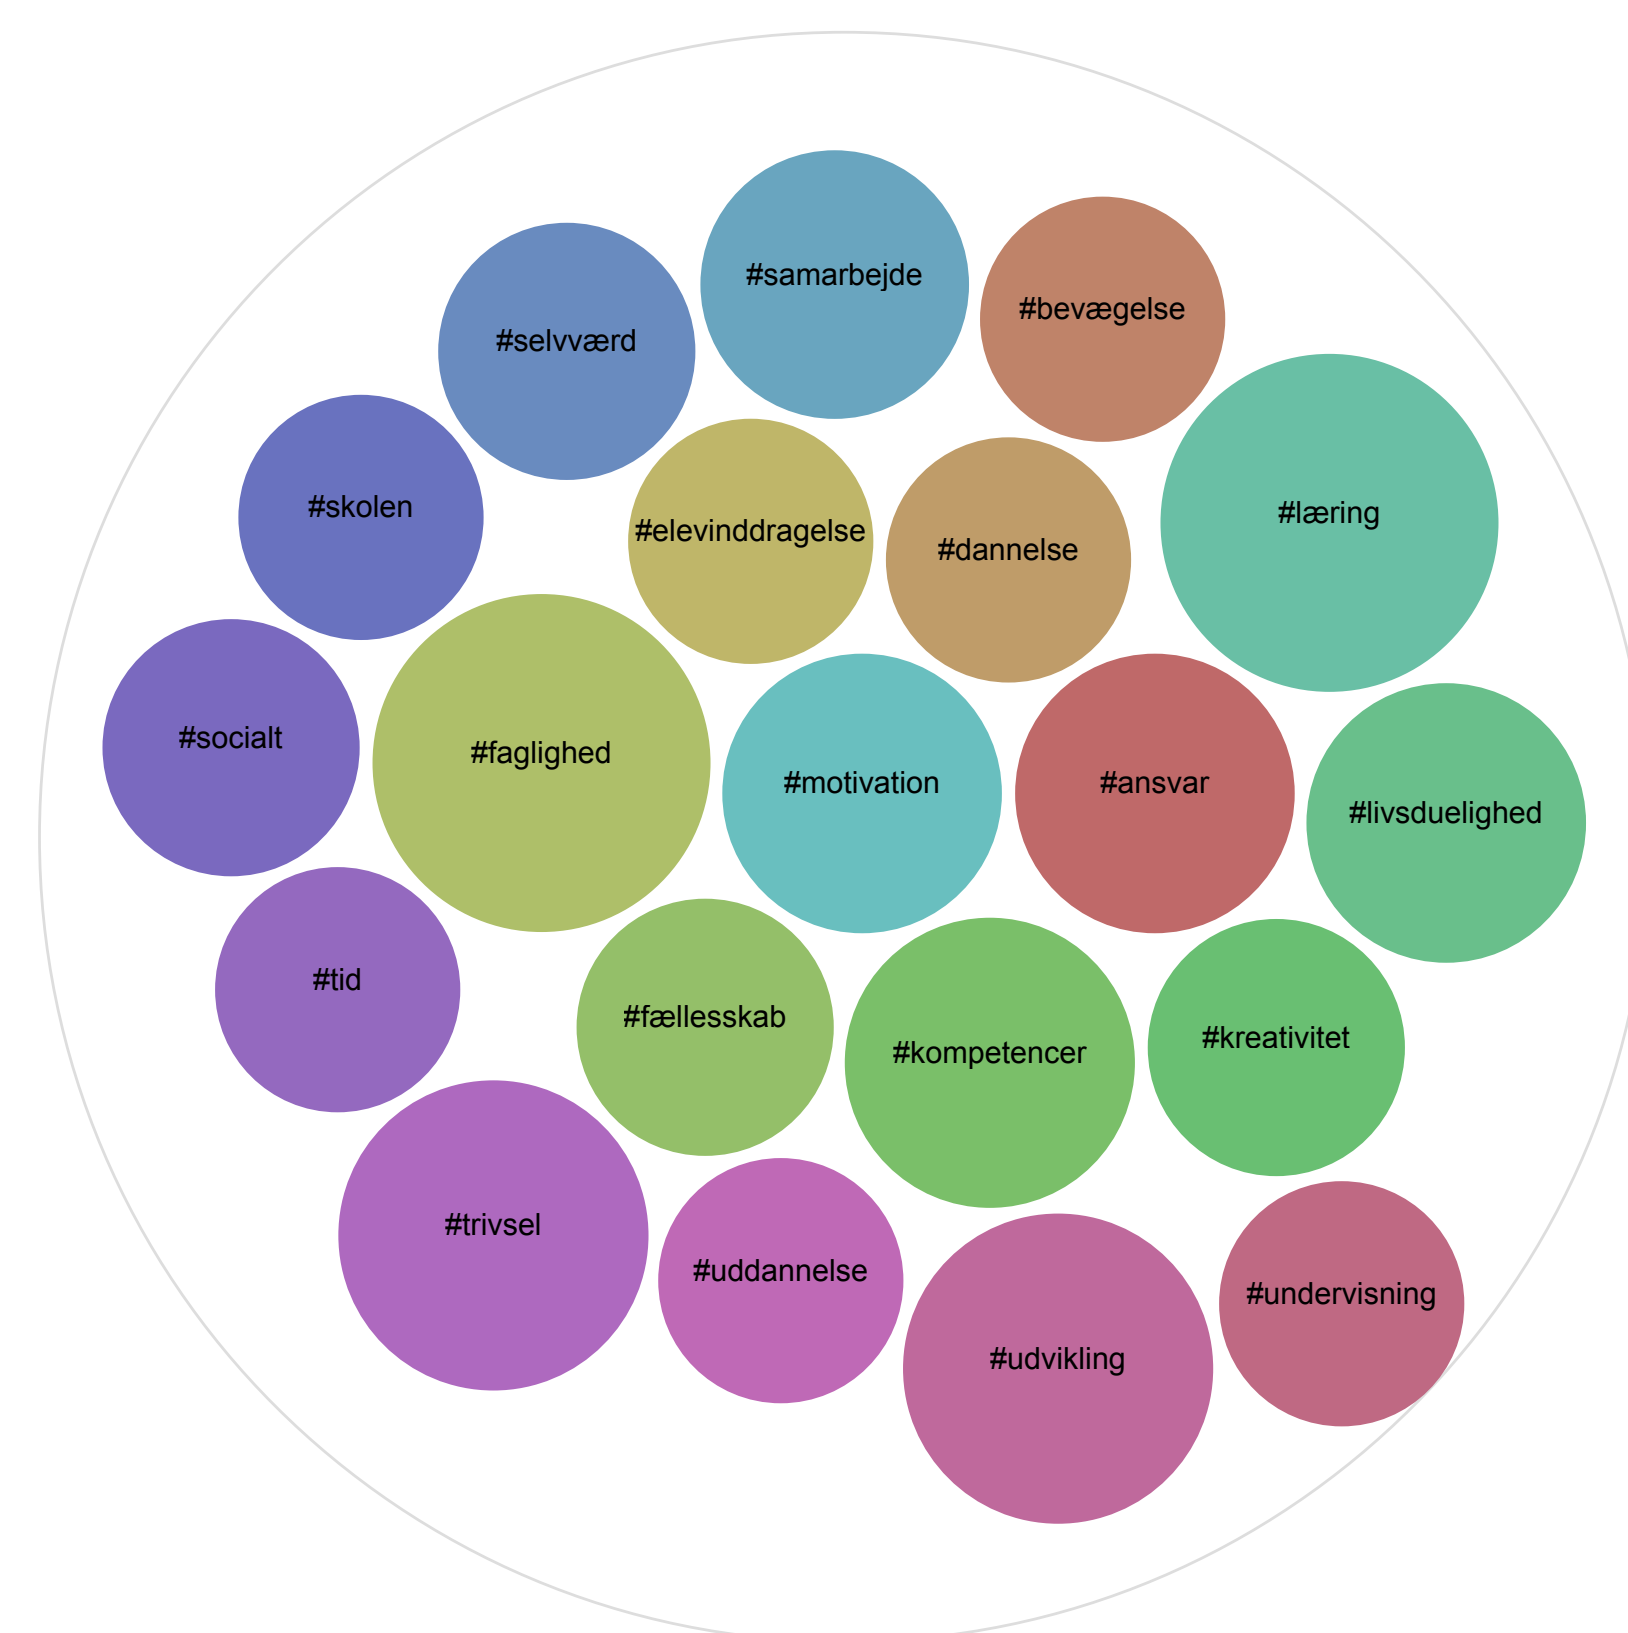 #samarbejde
#bevægelse
#selvværd
#skolen
#elevinddragelse
#dannelse
#læring
#socialt
#faglighed
#motivation
#ansvar
#livsduelighed
#tid
#fællesskab
#kompetencer
#kreativitet
#trivsel
#uddannelse
#udvikling
#undervisning